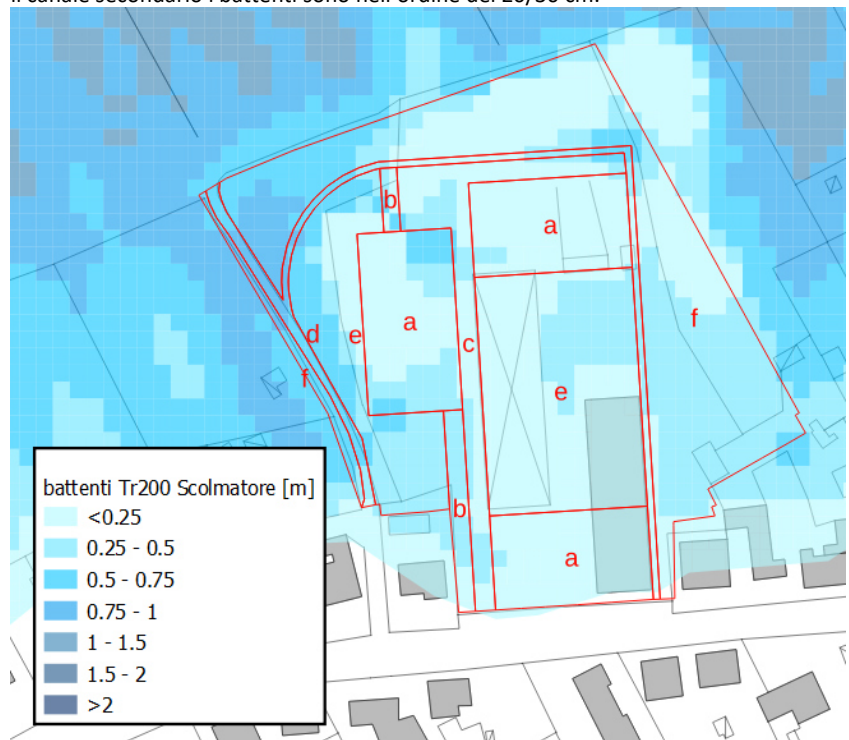 il canale secondario i battenti sono nell'ordine dei 20/30 cm.
b
a
a
d
e
c
f
f
a
e
b
a
battenti Tr200 Scolmatore [m]
<0.25
0.25 - 0.5
0.5 - 0.75
0.75 - 1
1 - 1.5
1.5 - 2
>2